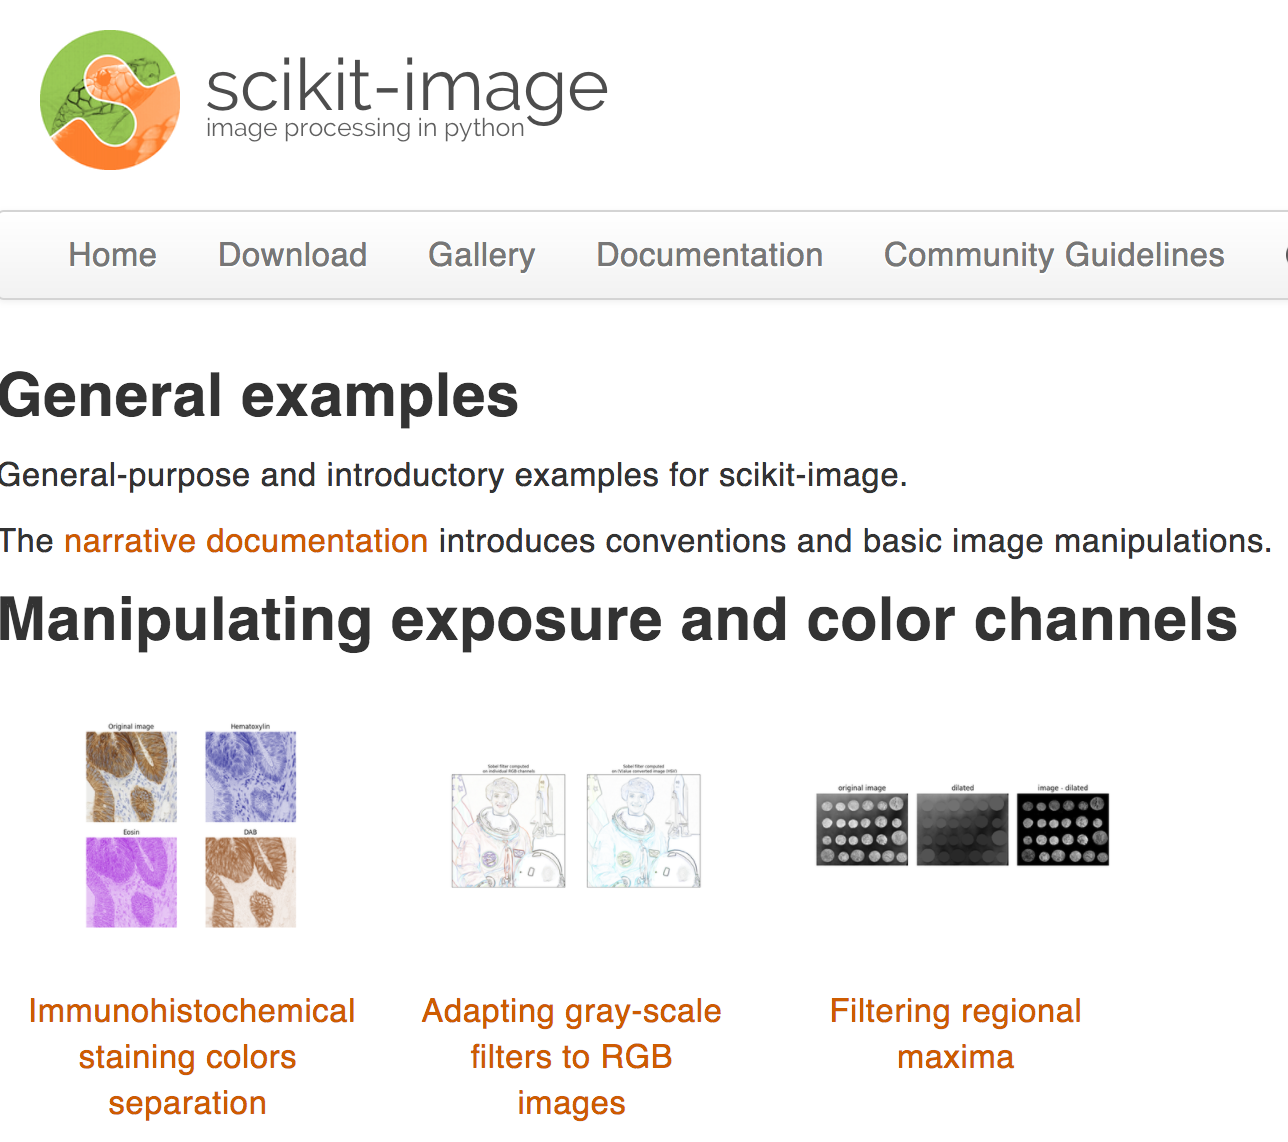 scikit-image
image processing in python
Home Download Gallery Documentation Community Guidelines
General examples
General-purpose and introductory examples for scikit-image.
The narrative documentation introduces conventions and basic image manipulations.
Manipulating exposure and color channels
Original image Hematoxylin
Eosin DAB
Sobel filter computed
on individual RGB channels
Sobel filter computed
on (V)alue converted image (HSV)
original image dilated image - dilated
Immunohistochemical
staining colors
separation
Adapting gray-scale
filters to RGB
images
Filtering regional
maxima